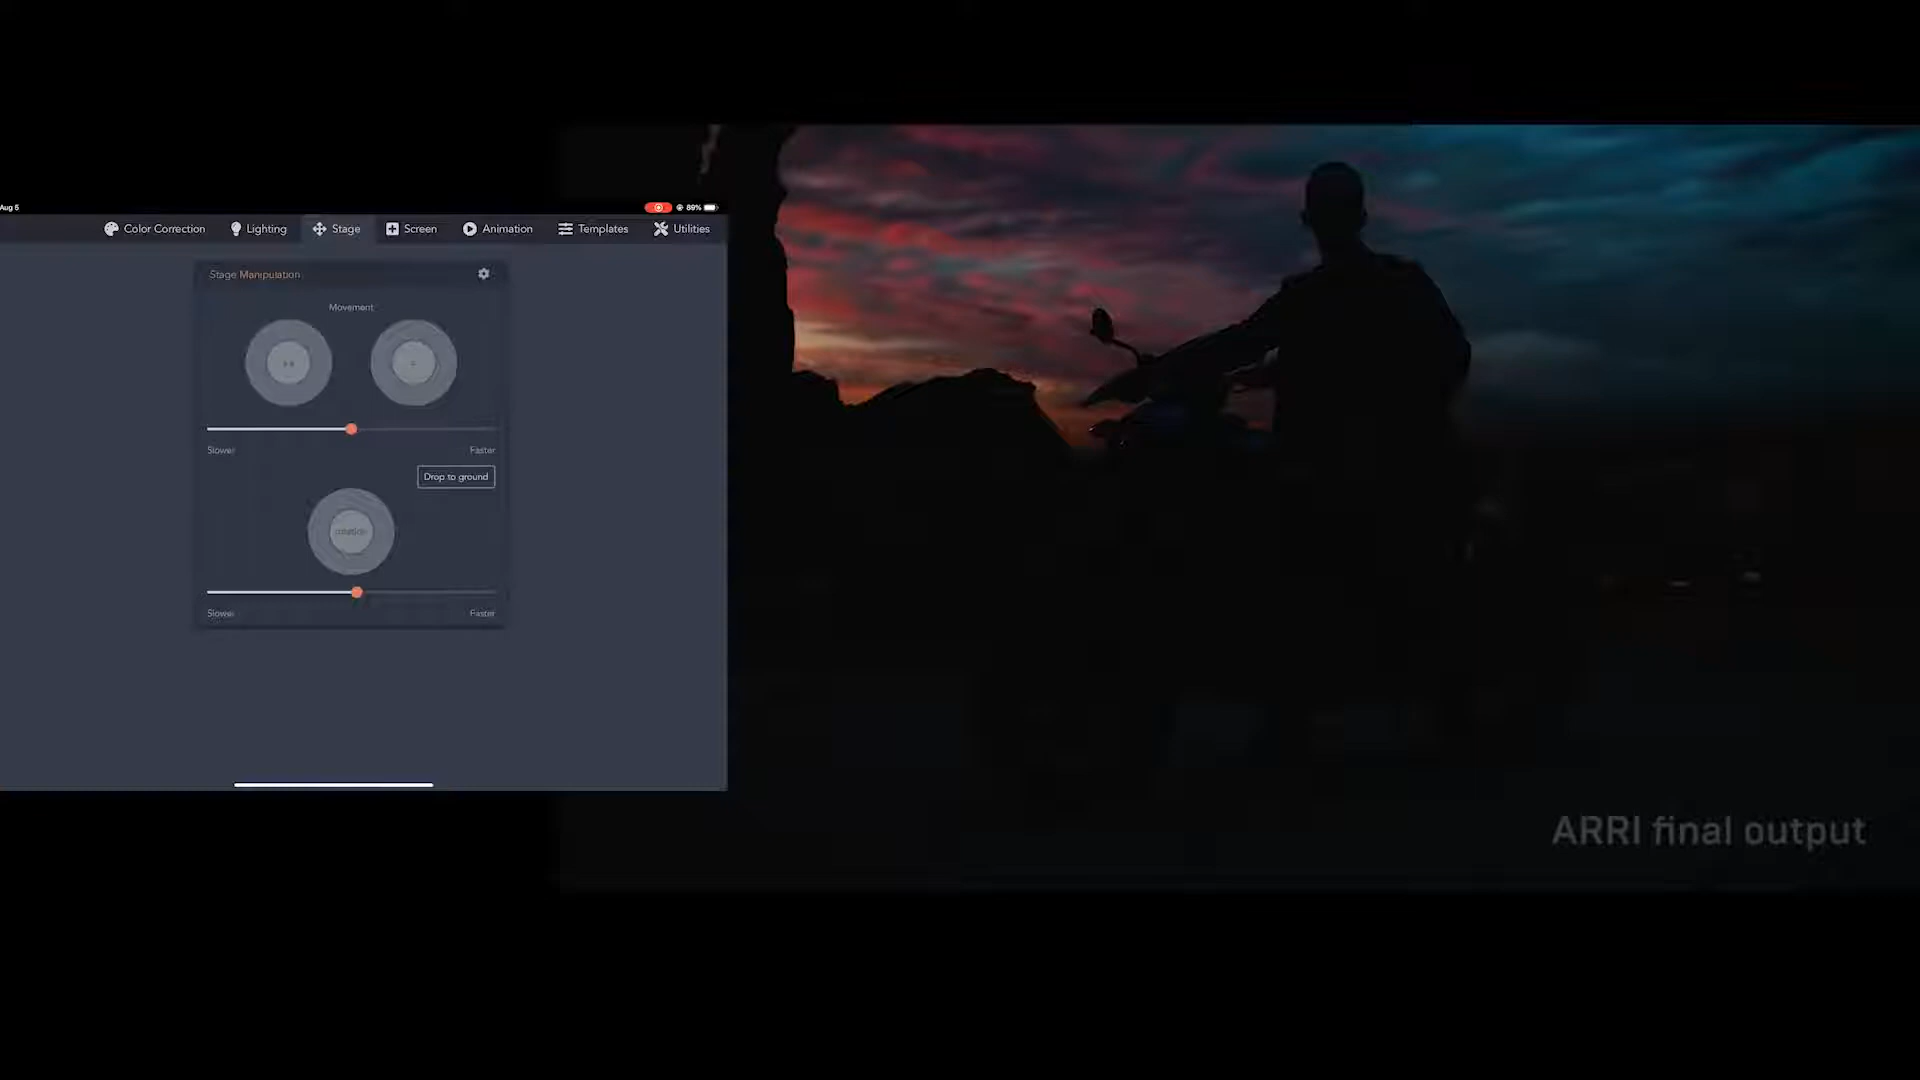 Aug 5
89%
Color Correction
Lighting
Stage
Screen
Animation
Templates
Utilities
Stage Manipulation
Movement
Slower
Faster
Drop to ground
rotation
Slower
Faster
ARRI final output